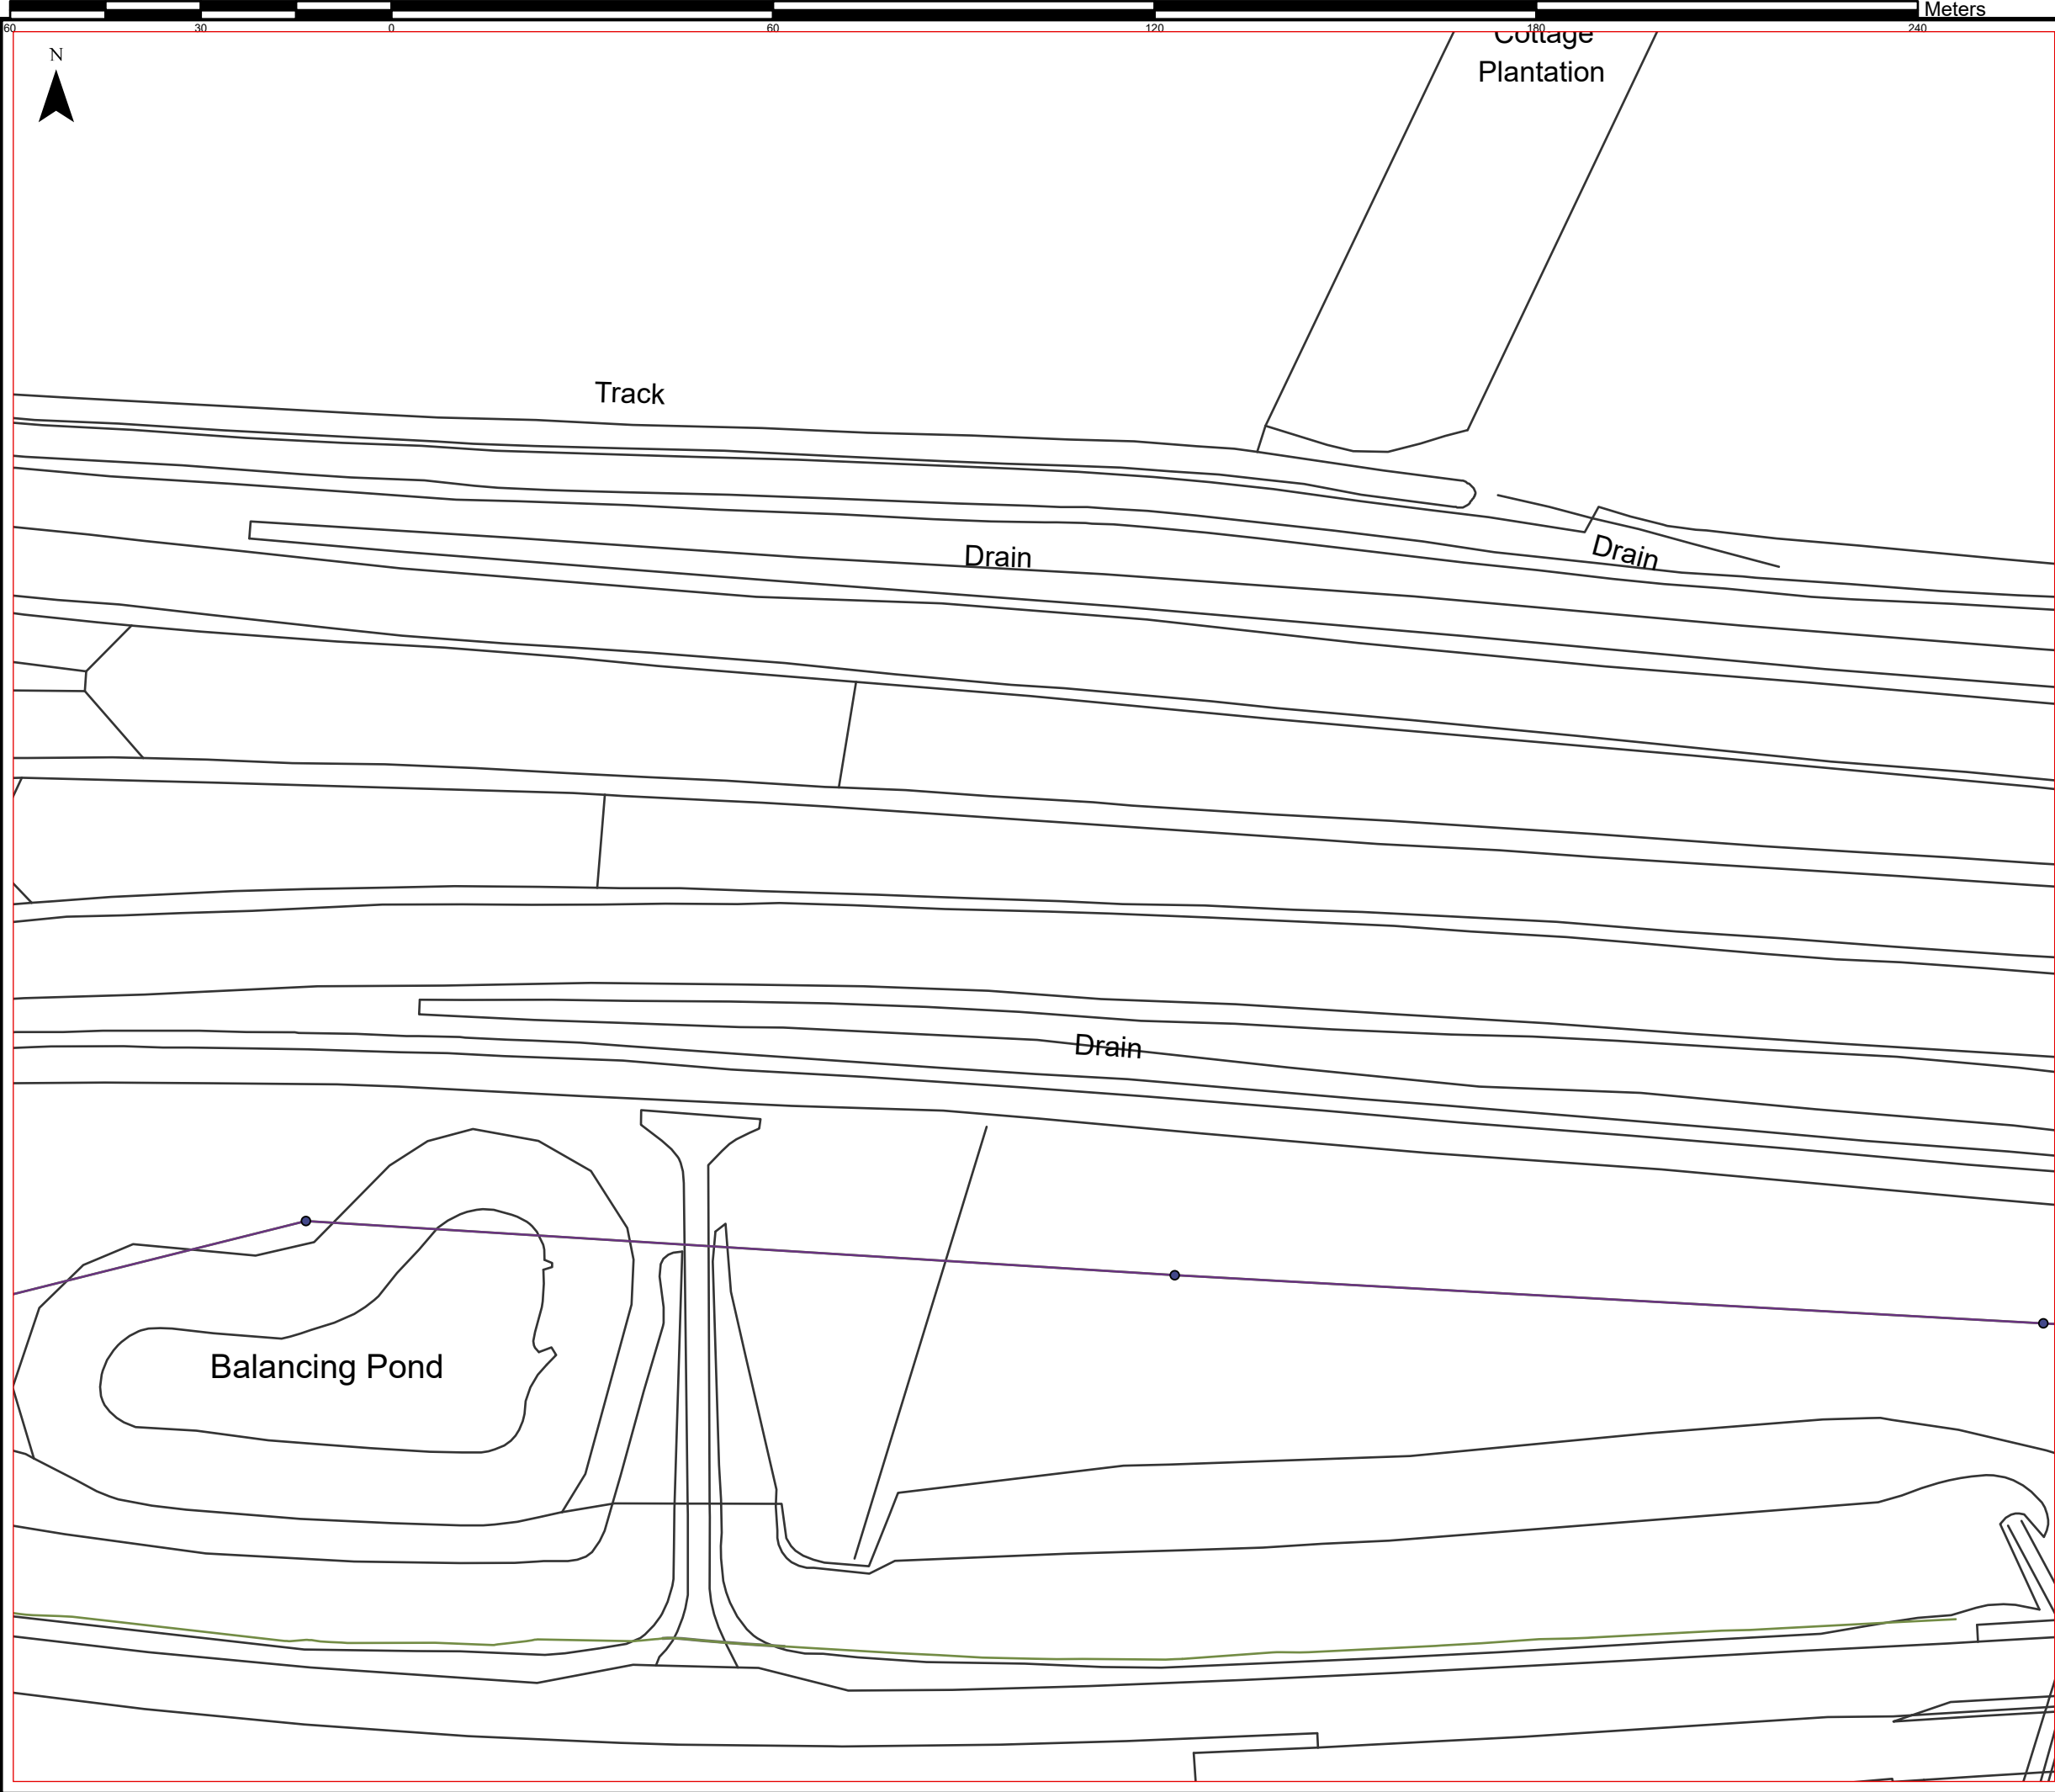 Meters
60 30 0 60 120 180 240
N
Cottage
Plantation
Track
Drain
Drain
Drain
Balancing Pond